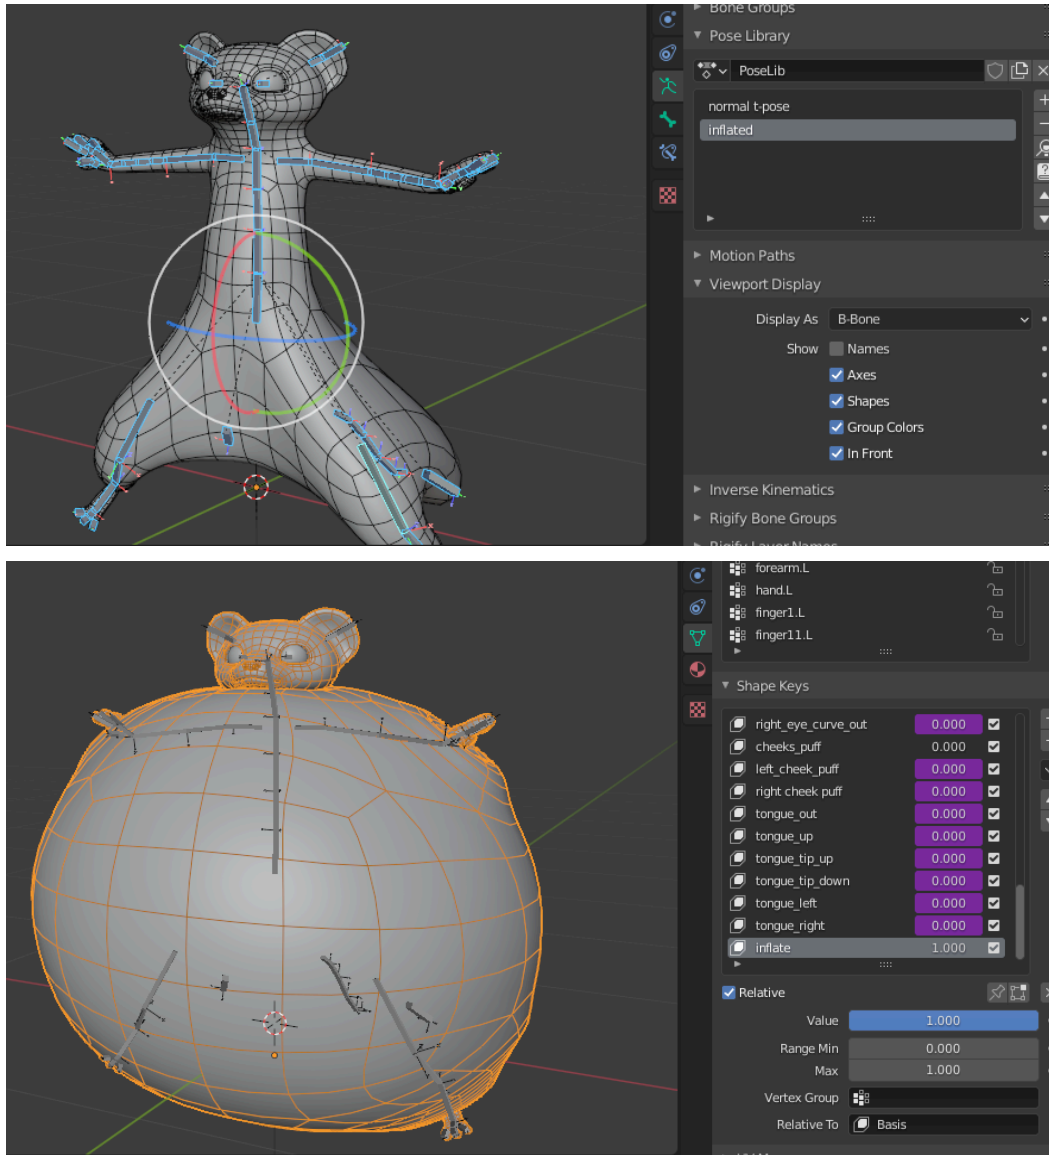 Bone Groups
Pose Library
PoseLib
normal t-pose
inflated
Motion Paths
Viewport Display
Display As B-Bone
Show Names
Axes
Shapes
Group Colors
In Front
Inverse Kinematics
Rigify Bone Groups
Rigify Layer Names
forearm.L
hand.L
finger1.L
finger11.L
Shape Keys
right_eye_curve_out 0.000
cheeks_puff 0.000
left_cheek_puff 0.000
right cheek puff 0.000
tongue_out 0.000
tongue_up 0.000
tongue_tip_up 0.000
tongue_tip_down 0.000
tongue_left 0.000
tongue_right 0.000
inflate 1.000
Relative
Value 1.000
Range Min 0.000
Max 1.000
Vertex Group
Relative To Basis